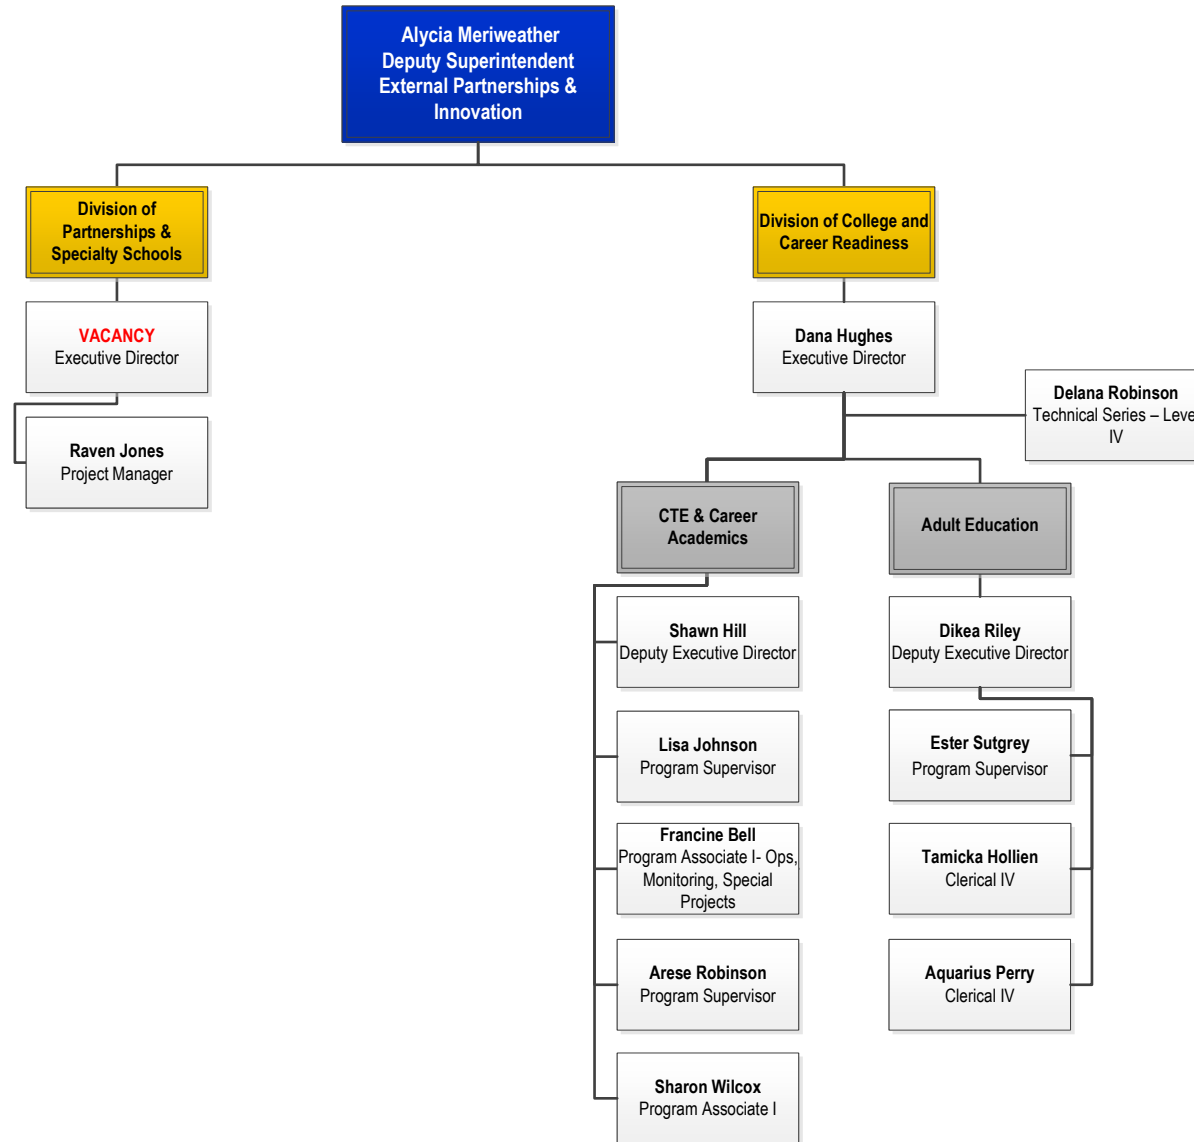 Alycia Meriweather
Deputy Superintendent
External Partnerships &
Innovation
Division of
Partnerships &
Specialty Schools
Division of College and
Career Readiness
VACANCY
Executive Director
Dana Hughes
Executive Director
Delana Robinson
Technical Series – Leve
IV
Raven Jones
Project Manager
CTE & Career
Academics
Adult Education
Shawn Hill
Deputy Executive Director
Dikea Riley
Deputy Executive Director
Lisa Johnson
Program Supervisor
Ester Sutgrey
Program Supervisor
Francine Bell
Program Associate I- Ops,
Monitoring, Special
Projects
Tamicka Hollien
Clerical IV
Arese Robinson
Program Supervisor
Aquarius Perry
Clerical IV
Sharon Wilcox
Program Associate I